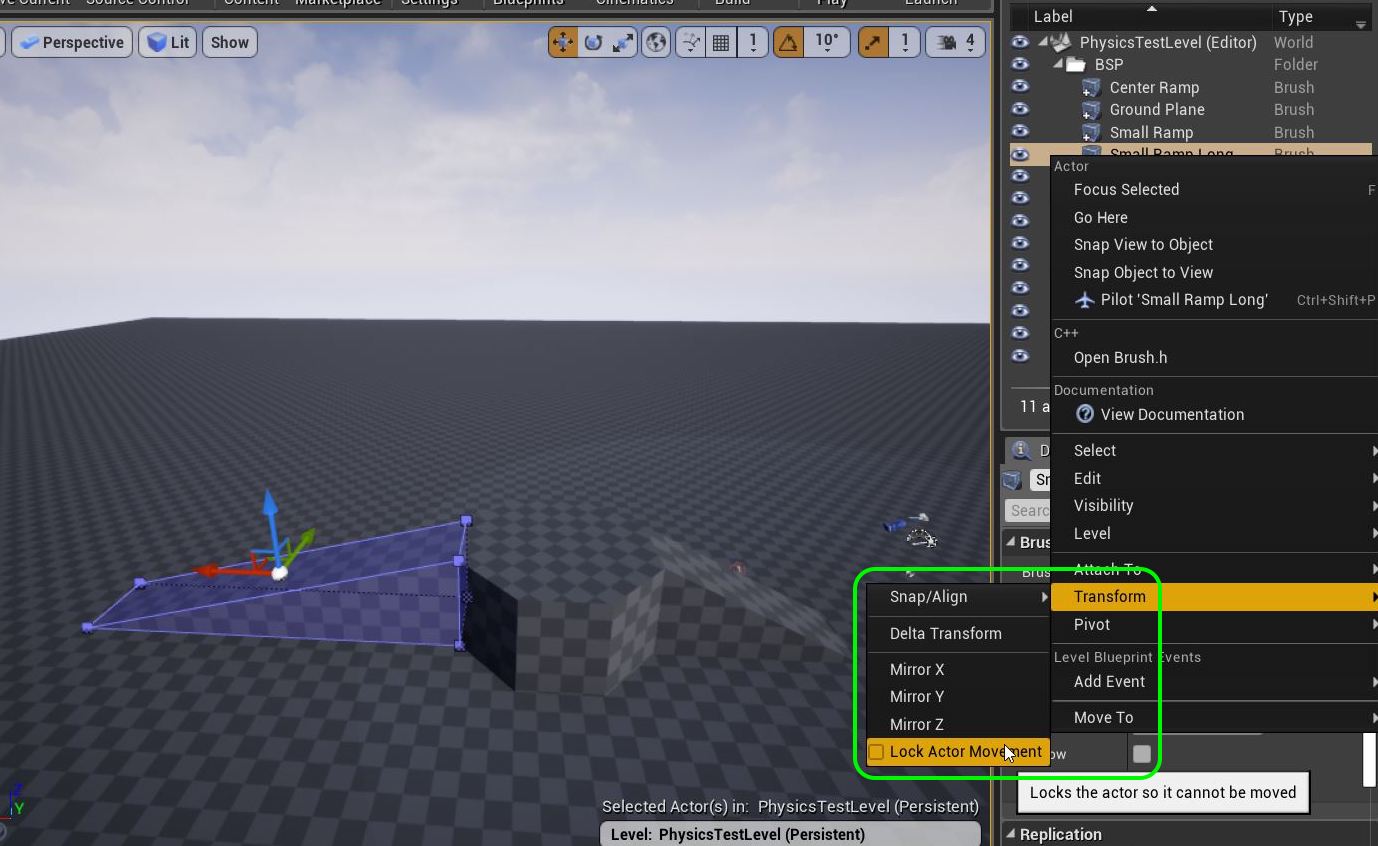 Source Control
Content
Marketplace
Settings
Blueprints
Cinematics
Build
Play
Launch
Perspective
Lit
Show
1
10°
1
4
Label
Type
PhysicsTestLevel (Editor)
World
BSP
Folder
Center Ramp
Brush
Ground Plane
Brush
Small Ramp
Brush
Small Ramp Long
Brush
Actor
Focus Selected
F
Go Here
Snap View to Object
Snap Object to View
Pilot 'Small Ramp Long'
Ctrl+Shift+P
C++
Open Brush.h
Documentation
View Documentation
11 a
D
Select
Sr
Edit
Searc
Visibility
Level
Brus
Attach To
Brus
Snap/Align
Transform
Pivot
Delta Transform
Level Blueprint Events
Mirror X
Add Event
Mirror Y
Mirror Z
Move To
Lock Actor Movement
ow
Locks the actor so it cannot be moved
Selected Actor(s) in: PhysicsTestLevel (Persistent)
Level: PhysicsTestLevel (Persistent)
Replication
Z
Y